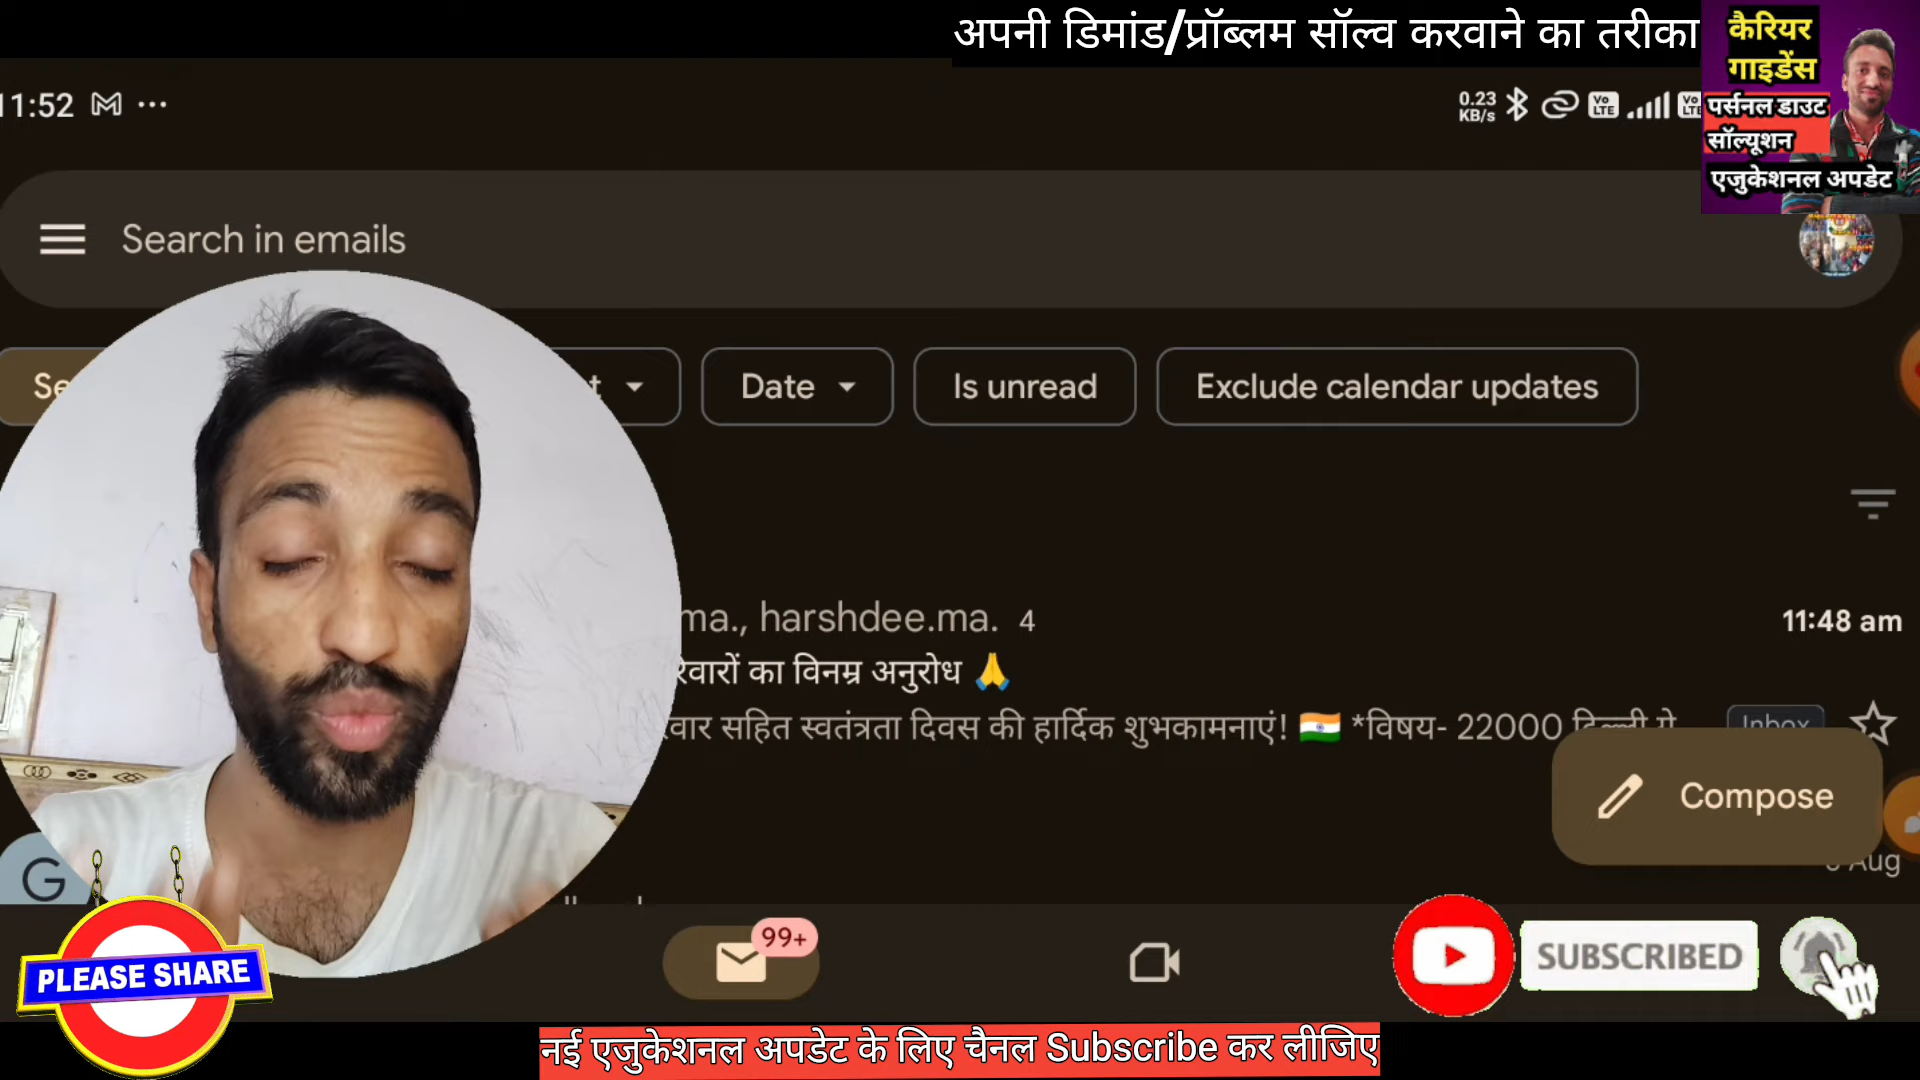 अपनी डिमांड/प्रॉब्लम सॉल्व करवाने का तरीका
कैरियर
गाइडेंस
पर्सनल डाउट
सॉल्यूशन
एजुकेशनल अपडेट
11:52
0.23
KB/s
Vo
LTE
Search in emails
Date
Is unread
Exclude calendar updates
ma., harshdee.ma. 4
11:48 am
का विनम्र अनुरोध 🙏
सहित स्वतंत्रता दिवस की हार्दिक शुभकामनाएं! 🇮🇳 *विषय- 22000
Inbox
Compose
Aug
G
99+
PLEASE SHARE
SUBSCRIBED
नई एजुकेशनल अपडेट के लिए चैनल Subscribe कर लीजिए